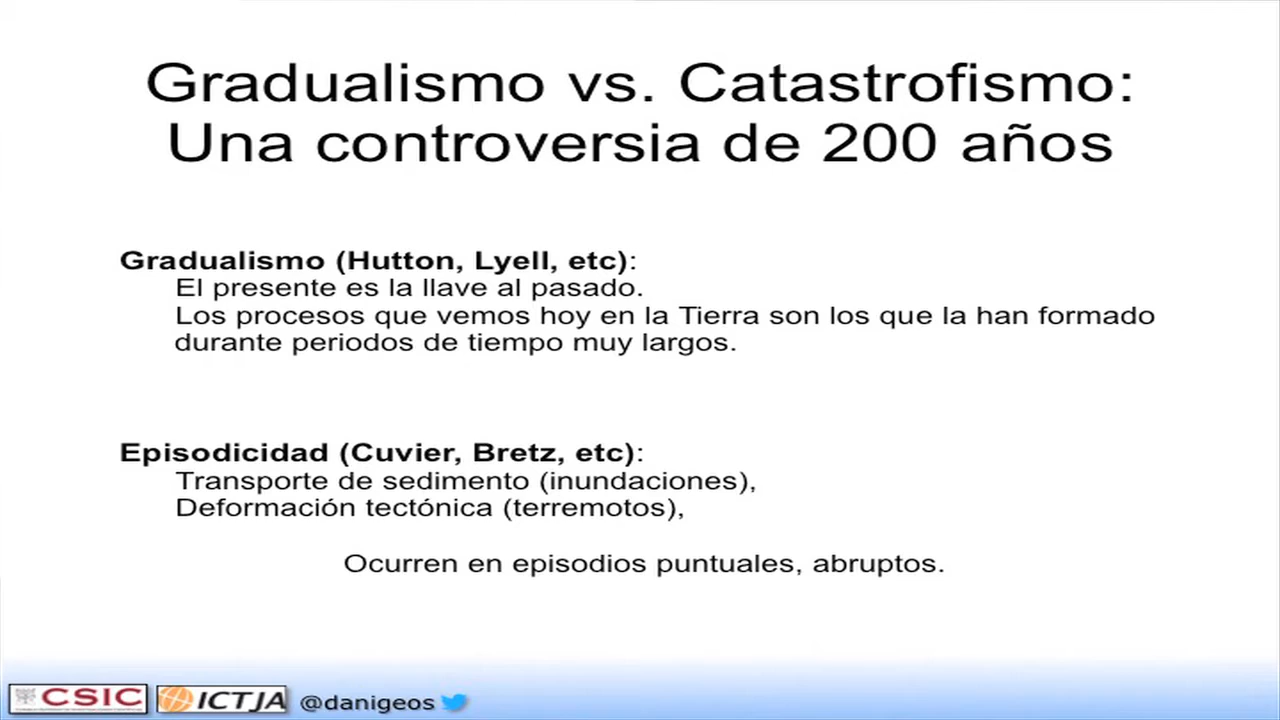 Gradualismo vs. Catastrofismo:
Una controversia de 200 años
Gradualismo (Hutton, Lyell, etc):
El presente es la llave al pasado.
Los procesos que vemos hoy en la Tierra son los que la han formado
durante periodos de tiempo muy largos.
Episodicidad (Cuvier, Bretz, etc):
Transporte de sedimento (inundaciones),
Deformación tectónica (terremotos),
Ocurren en episodios puntuales, abruptos.
CSIC ICTJA @danigeos